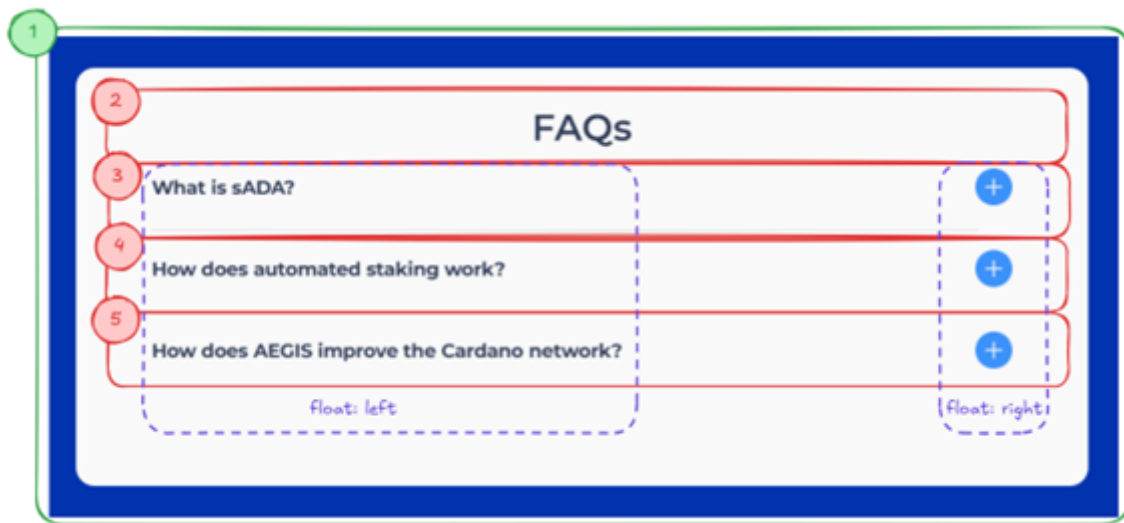 1
2
FAQs
3
What is sADA?
4
How does automated staking work?
5
How does AEGIS improve the Cardano network?
float: left
float: right